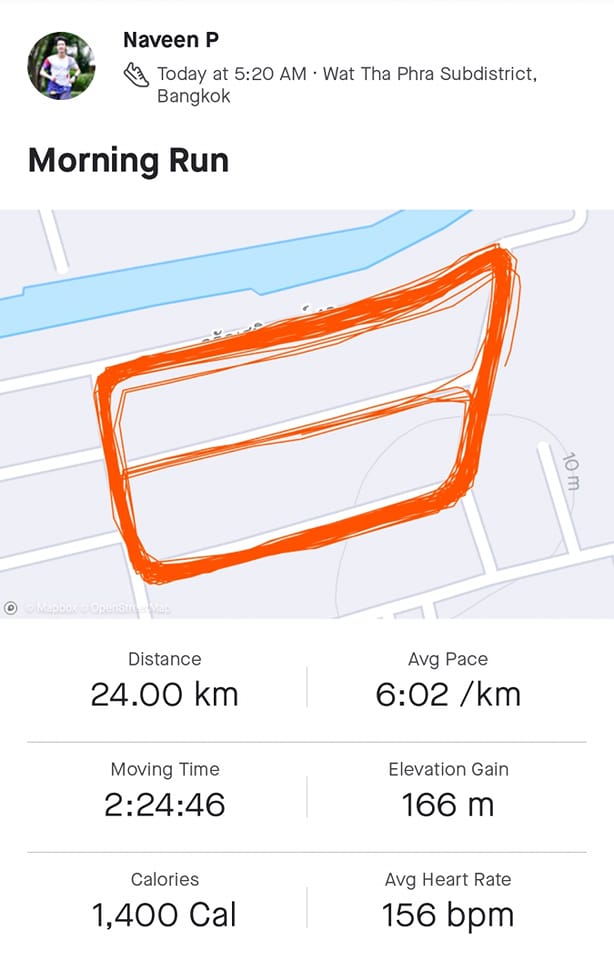 Naveen P
Today at 5:20 AM · Wat Tha Phra Subdistrict,
Bangkok
Morning Run
10 m
© Mapbox © OpenStreetMap
Distance
24.00 km
Avg Pace
6:02 /km
Moving Time
2:24:46
Elevation Gain
166 m
Calories
1,400 Cal
Avg Heart Rate
156 bpm